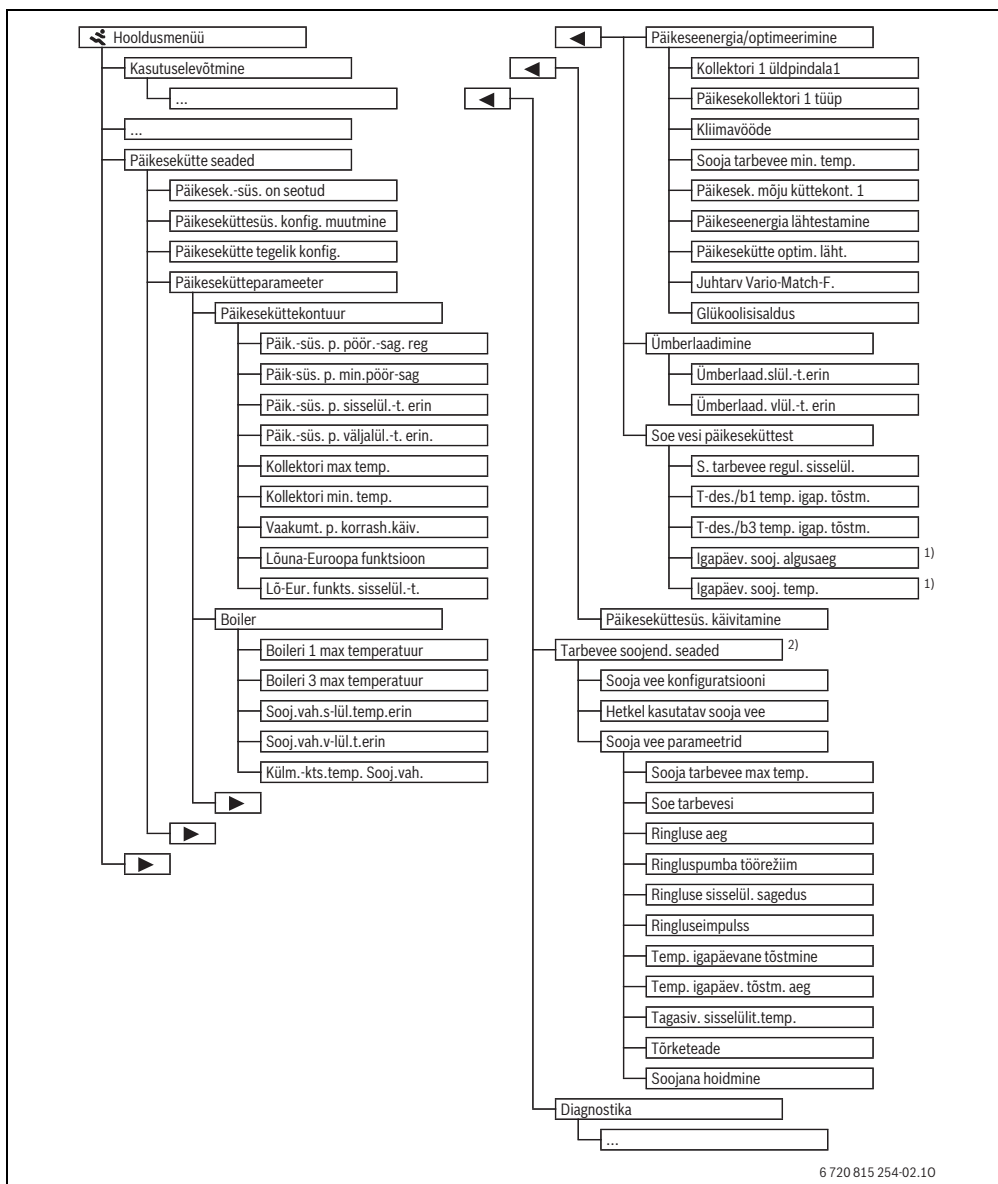 Hooldusmenüü
Kasutuselevõtmine
...
...
Päikesekütte seaded
Päikesek.-süs. on seotud
Päikeseküttesüs. konfig. muutmine
Päikesekütte tegelik konfig.
Päikesekütteparameeter
Päikeseküttekontuur
Päik.-süs. p. pöör.-sag. reg
Päik-süs. p. min.pöör-sag
Päik.-süs. p. sisselül.-t. erin
Päik.-süs. p. väljalül.-t. erin.
Kollektori max temp.
Kollektori min. temp.
Vaakumt. p. korrash.käiv.
Lõuna-Euroopa funktsioon
Lõ-Eur. funkts. sisselül.-t.
Boiler
Boileri 1 max temperatuur
Boileri 3 max temperatuur
Sooj.vah.s-lül.temp.erin
Sooj.vah.v-lül.t.erin
Külm.-kts.temp. Sooj.vah.
Päikeseenergia/optimeerimine
Kollektori 1 üldpindala1
Päikesekollektori 1 tüüp
Kliimavööde
Sooja tarbevee min. temp.
Päikesek. mõju küttekont. 1
Päikeseenergia lähtestamine
Päikesekütte optim. läht.
Juhtarv Vario-Match-F.
Glükoolisisaldus
Ümberlaadimine
Ümberlaad.slül.-t.erin
Ümberlaad. vlül.-t. erin
Soe vesi päikeseküttest
S. tarbevee regul. sisselül.
T-des./b1 temp. igap. tõstm.
T-des./b3 temp. igap. tõstm.
Igapäev. sooj. algusaeg 1)
Igapäev. sooj. temp. 1)
Päikeseküttesüs. käivitamine
Tarbevee soojend. seaded 2)
Sooja vee konfiguratsiooni
Hetkel kasutatav sooja vee
Sooja vee parameetrid
Sooja tarbevee max temp.
Soe tarbevesi
Ringluse aeg
Ringluspumba töörežiim
Ringluse sisselül. sagedus
Ringluseimpulss
Temp. igapäevane tõstmine
Temp. igapäev. tõstm. aeg
Tagasiv. sisselülit.temp.
Tõrketeade
Soojana hoidmine
Diagnostika
...
6 720 815 254-02.1O